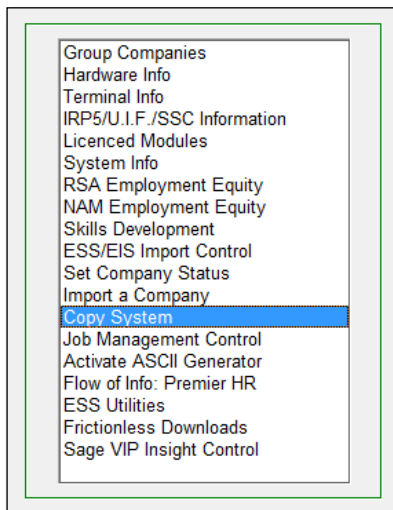 Group Companies
Hardware Info
Terminal Info
IRP5/U.I.F./SSC Information
Licenced Modules
System Info
RSA Employment Equity
NAM Employment Equity
Skills Development
ESS/EIS Import Control
Set Company Status
Import a Company
Copy System
Job Management Control
Activate ASCII Generator
Flow of Info: Premier HR
ESS Utilities
Frictionless Downloads
Sage VIP Insight Control